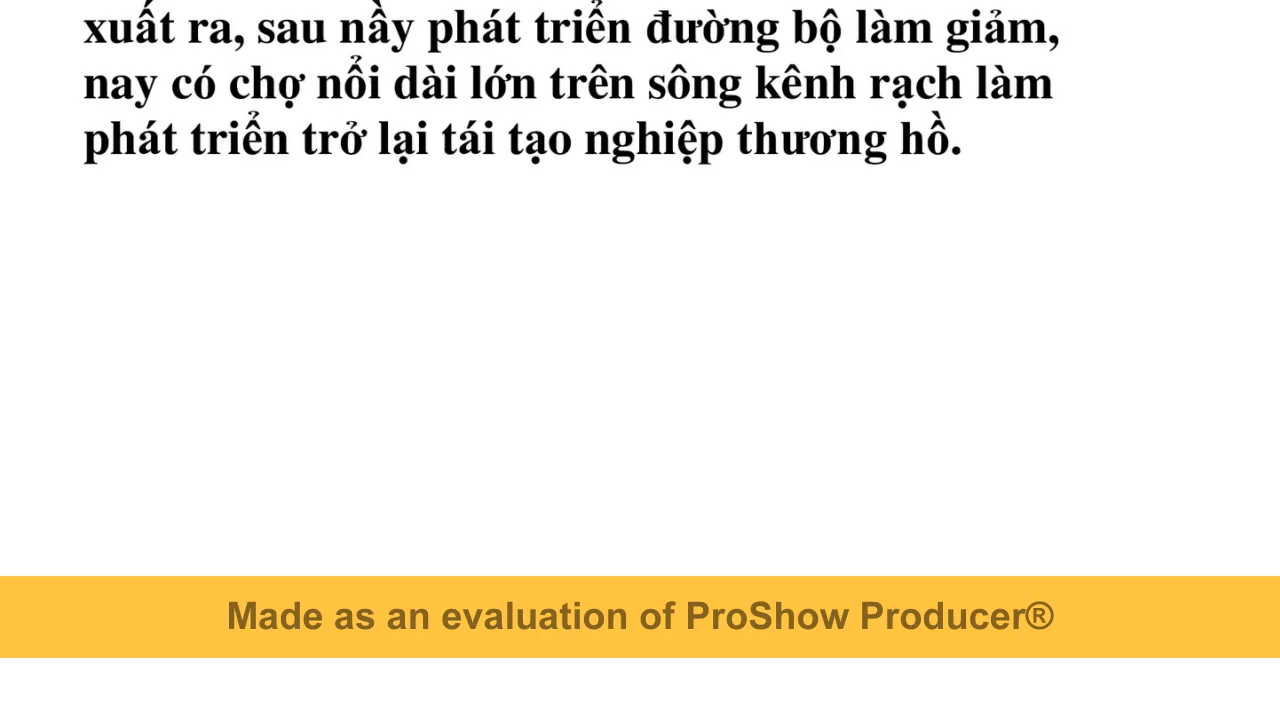 xuất ra, sau nầy phát triển đường bộ làm giảm,
nay có chợ nổi dài lớn trên sông kênh rạch làm
phát triển trở lại tái tạo nghiệp thương hồ.
Made as an evaluation of ProShow Producer®